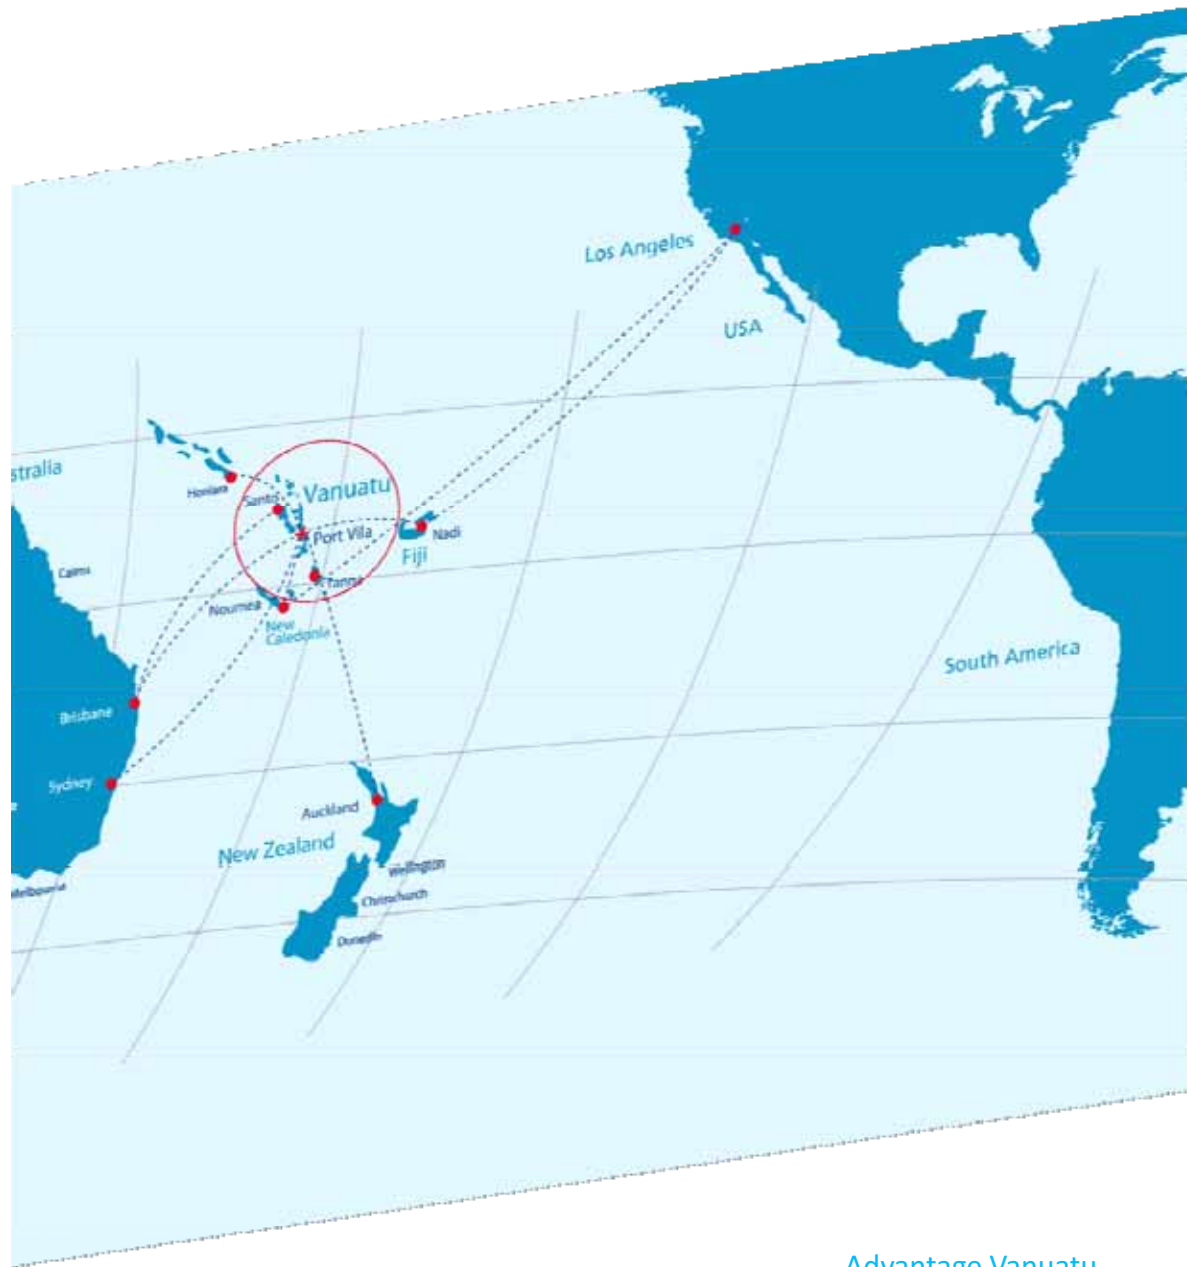 Los Angeles
USA
stralia
Honiara
Santo
Vanuatu
Port Vila
Nadi
Fiji
Cairns
Tanna
Noumea
New
Caledonia
South America
Brisbane
Sydney
Auckland
New Zealand
Wellington
Christchurch
Melbourne
Dunedin
Advantage Vanuatu